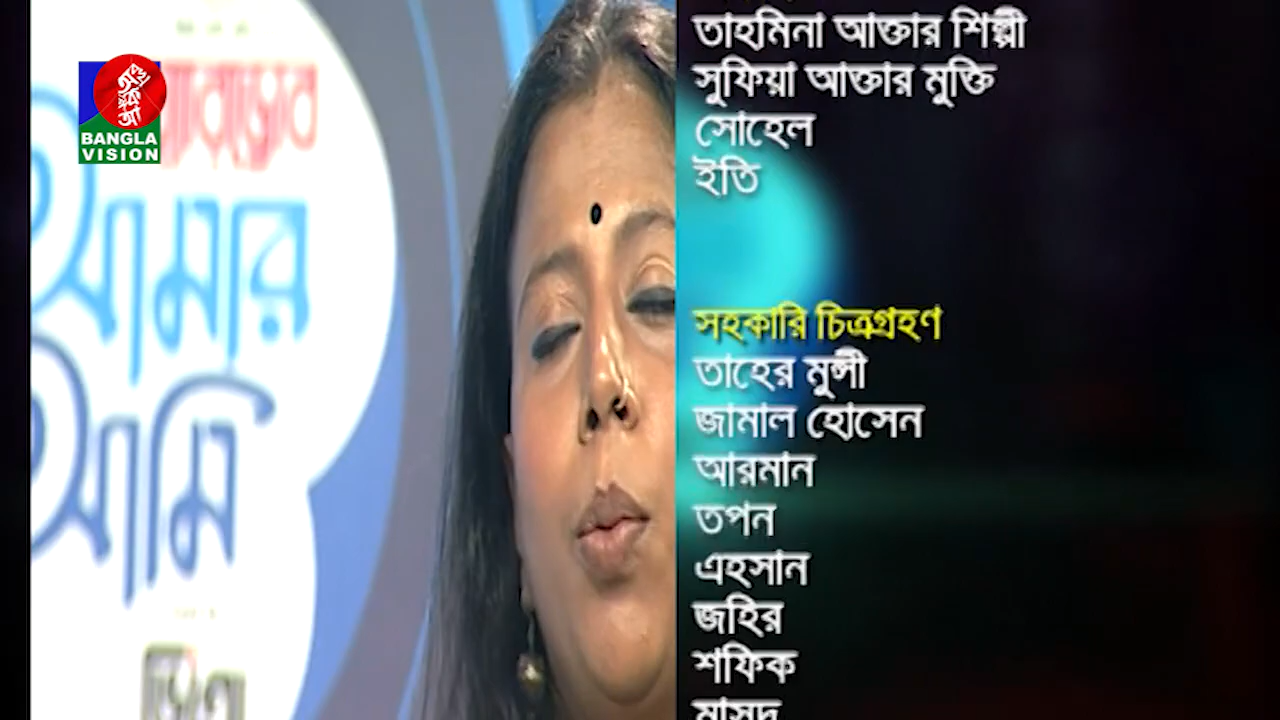 BANGLA
VISION
আমার
আমি
তাহমিনা আক্তার শিল্পী
সুফিয়া আক্তার মুক্তি
সোহেল
ইতি
সহকারি চিত্রগ্রহণ
তাহের মুন্সী
জামাল হোসেন
আরমান
তপন
এহসান
জহির
শফিক
মাসুদ